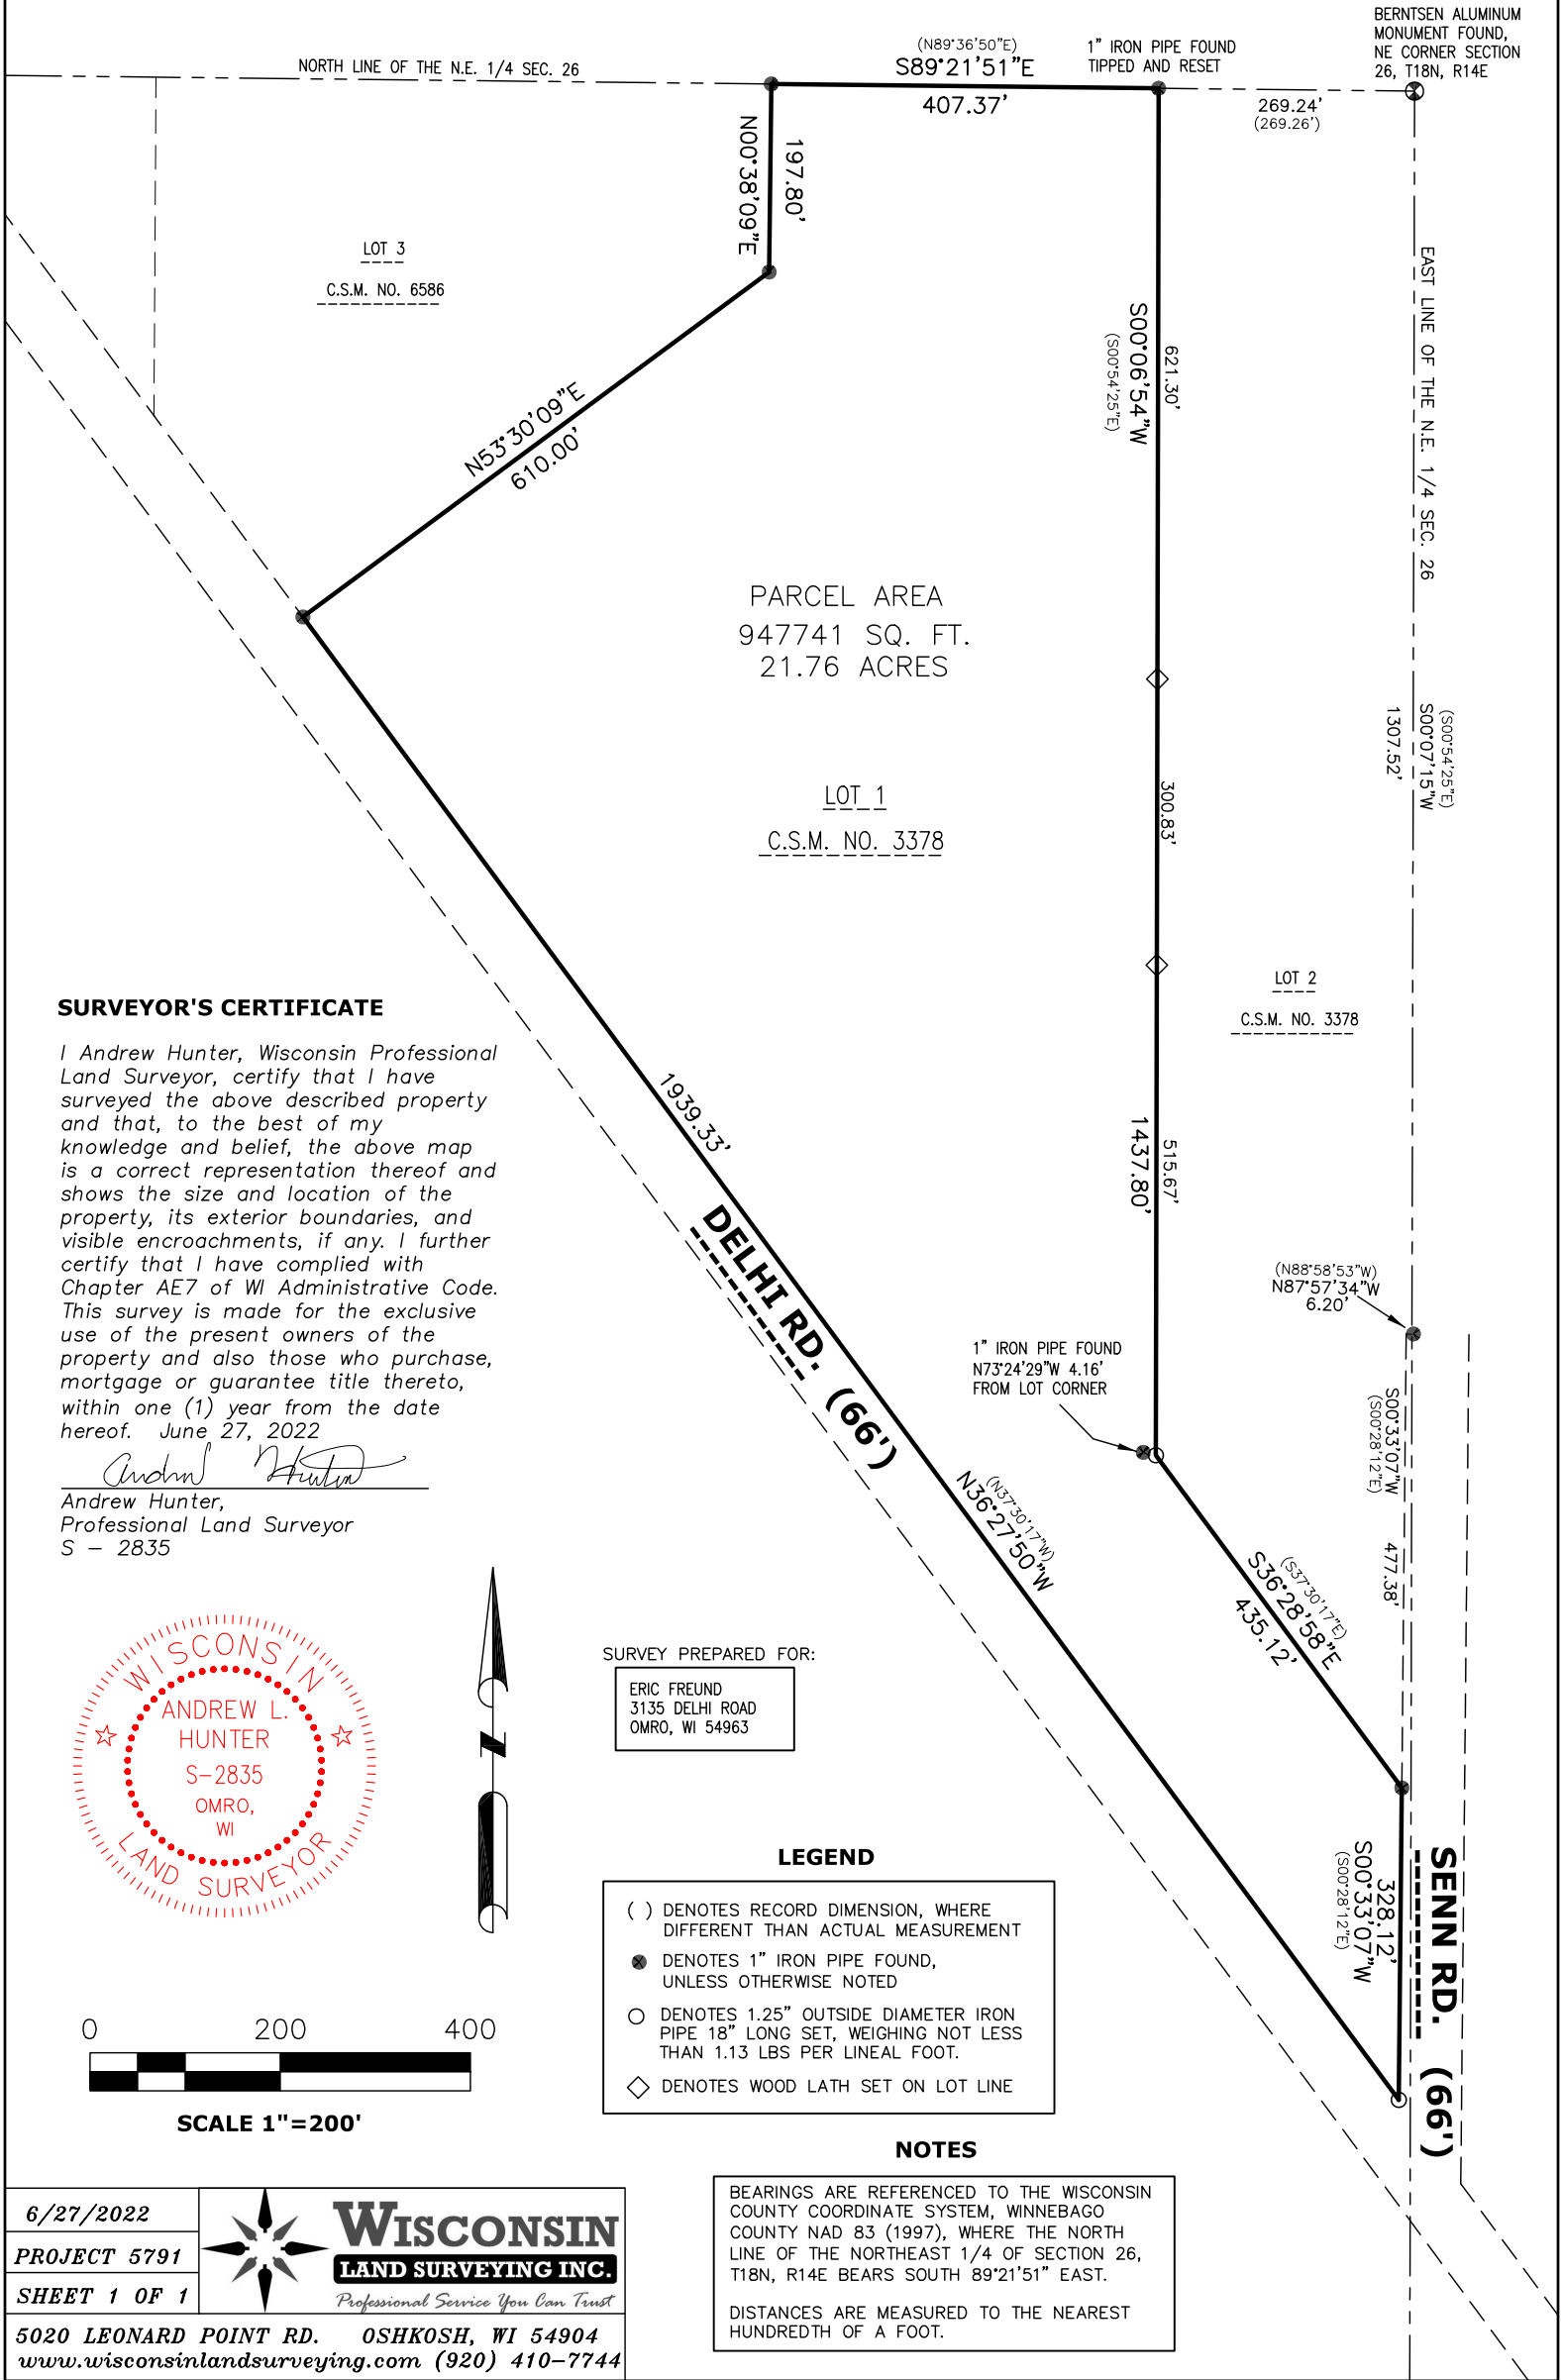 BERNTSEN ALUMINUM
MONUMENT FOUND,
NE CORNER SECTION
26, T18N, R14E
(N89°36'50"E)
S89°21'51"E
407.37'
1" IRON PIPE FOUND
TIPPED AND RESET
NORTH LINE OF THE N.E. 1/4 SEC. 26
269.24'
(269.26')
N00°38'09"E
197.80'
LOT 3
C.S.M. NO. 6586
EAST LINE OF THE N.E. 1/4 SEC. 26
S00°06'54"W
(S00°54'25"E)
621.30'
N53°30'09"E
610.00'
PARCEL AREA
947741 SQ. FT.
21.76 ACRES
(S00°54'25"E)
S00°07'15"W
1307.52'
LOT 1
C.S.M. NO. 3378
300.83'
LOT 2
C.S.M. NO. 3378
SURVEYOR'S CERTIFICATE
I Andrew Hunter, Wisconsin Professional
Land Surveyor, certify that I have
surveyed the above described property
and that, to the best of my
knowledge and belief, the above map
is a correct representation thereof and
shows the size and location of the
property, its exterior boundaries, and
visible encroachments, if any. I further
certify that I have complied with
Chapter AE7 of WI Administrative Code.
This survey is made for the exclusive
use of the present owners of the
property and also those who purchase,
mortgage or guarantee title thereto,
within one (1) year from the date
hereof. June 27, 2022
Andrew Hunter
Andrew Hunter,
Professional Land Surveyor
S - 2835
1939.33'
DELHI RD. (66')
1437.80'
515.67'
(N88°58'53"W)
N87°57'34"W
6.20'
1" IRON PIPE FOUND
N73°24'29"W 4.16'
FROM LOT CORNER
S00°33'07"W
(S00°28'12"E)
477.38'
(N37°30'17"W)
N36°27'50"W
(S37°30'17"E)
S36°28'58"E
435.12'
WISCONSIN
ANDREW L.
HUNTER
S-2835
OMRO,
WI
LAND SURVEYOR
N
SURVEY PREPARED FOR:
ERIC FREUND
3135 DELHI ROAD
OMRO, WI 54963
328.12'
S00°33'07"W
(S00°28'12"E)
SENN RD. (66')
LEGEND
( ) DENOTES RECORD DIMENSION, WHERE
DIFFERENT THAN ACTUAL MEASUREMENT
DENOTES 1" IRON PIPE FOUND,
UNLESS OTHERWISE NOTED
DENOTES 1.25" OUTSIDE DIAMETER IRON
PIPE 18" LONG SET, WEIGHING NOT LESS
THAN 1.13 LBS PER LINEAL FOOT.
DENOTES WOOD LATH SET ON LOT LINE
0 200 400
SCALE 1"=200'
NOTES
BEARINGS ARE REFERENCED TO THE WISCONSIN
COUNTY COORDINATE SYSTEM, WINNEBAGO
COUNTY NAD 83 (1997), WHERE THE NORTH
LINE OF THE NORTHEAST 1/4 OF SECTION 26,
T18N, R14E BEARS SOUTH 89°21'51" EAST.
DISTANCES ARE MEASURED TO THE NEAREST
HUNDREDTH OF A FOOT.
6/27/2022
PROJECT 5791
SHEET 1 OF 1
WISCONSIN
LAND SURVEYING INC.
Professional Service You Can Trust
5020 LEONARD POINT RD. OSHKOSH, WI 54904
www.wisconsinlandsurveying.com (920) 410-7744